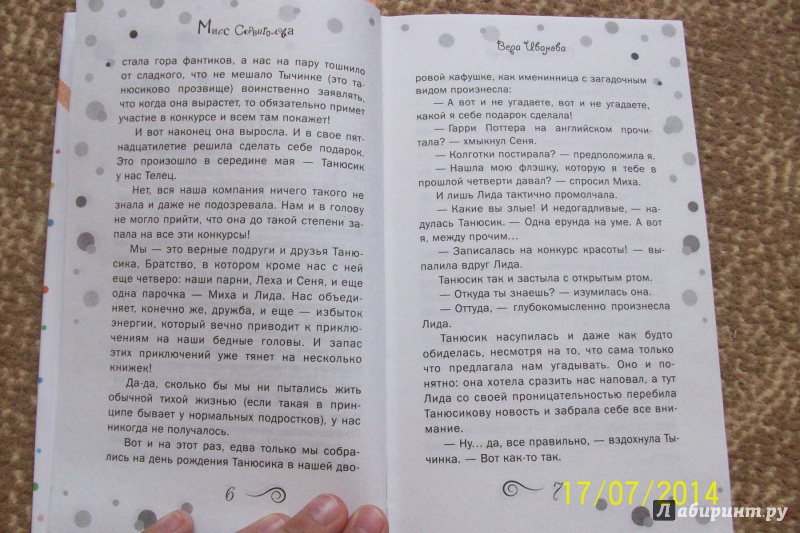 Мисс Сорвиголова
стала гора фантиков, а нас на пару тошнило
от сладкого, что не мешало Тычинке (это та-
нюсиково прозвище) воинственно заявлять,
что когда она вырастет, то обязательно примет
участие в конкурсе и всем там покажет!
И вот наконец она выросла. И в свое пят-
надцатилетие решила сделать себе подарок.
Это произошло в середине мая — Танюсик
у нас Телец.
Нет, вся наша компания ничего такого не
знала и даже не подозревала. Нам и в голову
не могло прийти, что она до такой степени за-
пала на все эти конкурсы!
Мы — это верные подруги и друзья Таню-
сика, Братство, в котором кроме нас с ней
еще четверо: наши парни, Леха и Сеня, и еще
одна парочка — Миха и Лида. Нас объеди-
няет, конечно же, дружба, и еще — избыток
энергии, который вечно приводит к приклю-
чениям на наши бедные головы. И запас
этих приключений уже тянет на несколько
книжек!
Да-да, сколько бы мы ни пытались жить
обычной тихой жизнью (если такая в прин-
ципе бывает у нормальных подростков), у нас
никогда не получалось.
Вот и на этот раз, едва только мы собра-
лись на день рождения Танюсика в нашей дво-
6
Вера Иванова
ровой кафушке, как именинница с загадочным
видом произнесла:
— А вот и не угадаете, вот и не угадаете,
какой я себе подарок сделала!
— Гарри Поттера на английском прочи-
тала? — хмыкнул Сеня.
— Колготки постирала? — предположила я.
— Нашла мою флэшку, которую я тебе в
прошлой четверти давал? — спросил Миха.
И лишь Лида тактично промолчала.
— Какие вы злые! И недогадливые, — на-
дулась Танюсик. — Одна ерунда на уме. А вот
я, между прочим...
— Записалась на конкурс красоты! — вы-
палила вдруг Лида.
Танюсик так и застыла с открытым ртом.
— Откуда ты знаешь? — изумилась она.
— Оттуда, — глубокомысленно произнесла
Лида.
Танюсик насупилась и даже как будто
обиделась, несмотря на то, что сама только
что предлагала нам угадывать. Оно и по-
нятно: она хотела сразить нас наповал, а тут
Лида со своей проницательностью перебила
Танюсикову новость и забрала себе все вни-
мание.
— Ну... да, все правильно, — вздохнула Ты-
чинка. — Вот как-то так.
7
17/07/2014
Лабиринт.ру